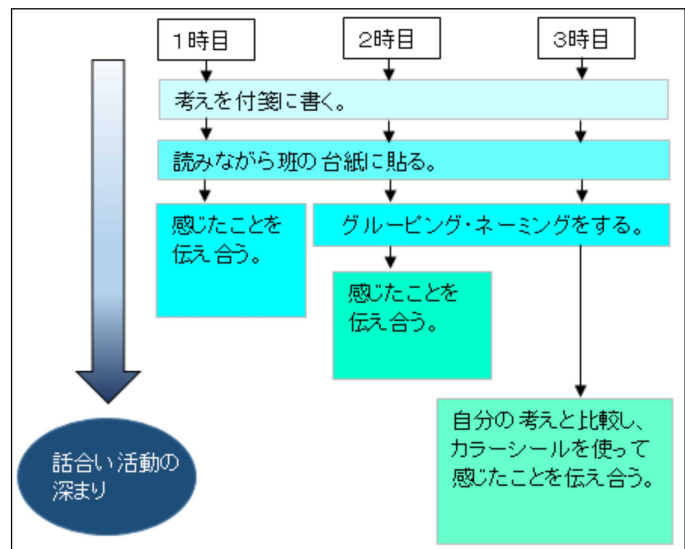 1時目
2時目
3時目
考えを付箋に書く。
読みながら班の台紙に貼る。
感じたことを
伝え合う。
グルーピング・ネーミングをする。
感じたことを
伝え合う。
自分の考えと比較し、
カラーシールを使って
感じたことを伝え合う。
話合い活動の
深まり